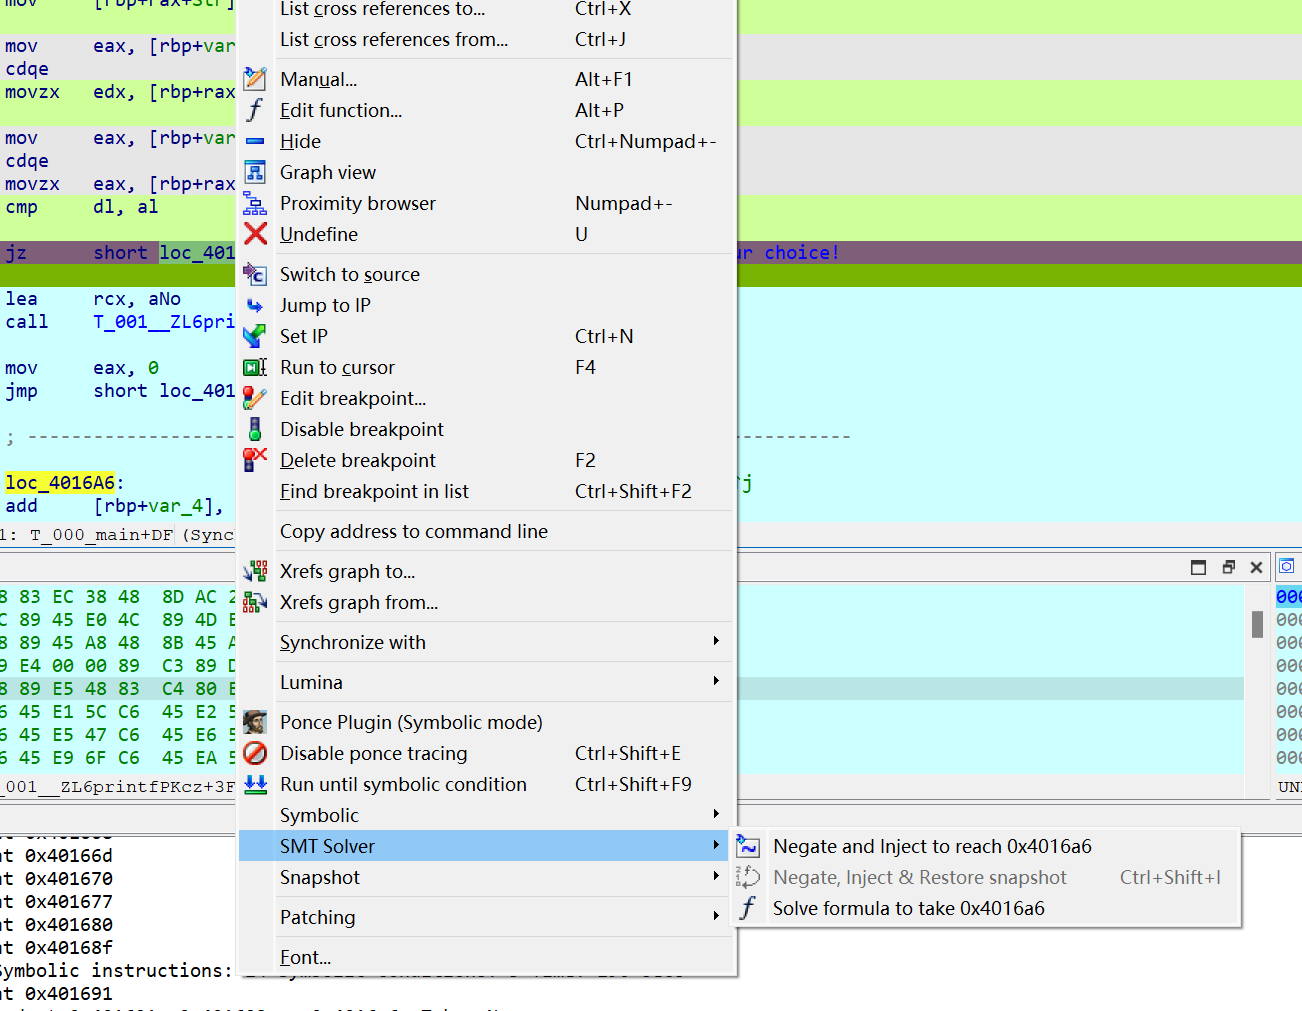 mov [rbp+rax+Str]
mov eax, [rbp+var
cdqe
movzx edx, [rbp+rax
mov eax, [rbp+var
cdqe
movzx eax, [rbp+rax
cmp dl, al
jz short loc_401
ur choice!
lea rcx, aNo
call T_001__ZL6pri
mov eax, 0
jmp short loc_401
; -------------------
-----------
loc_4016A6:
j
add [rbp+var_4],
1: T_000_main+DF (Sync
8 83 EC 38 48 8D AC 2
C 89 45 E0 4C 89 4D E
8 89 45 A8 48 8B 45 A
9 E4 00 00 89 C3 89 D
8 89 E5 48 83 C4 80 E
6 45 E1 5C C6 45 E2 5
6 45 E5 47 C6 45 E6 5
6 45 E9 6F C6 45 EA 5
_001__ZL6printfPKcz+3F
at 0x40166d
at 0x401670
at 0x401677
at 0x401680
at 0x40168f
Symbolic instructions:
at 0x401691
List cross references to... Ctrl+X
List cross references from... Ctrl+J
Manual... Alt+F1
Edit function... Alt+P
Hide Ctrl+Numpad+-
Graph view
Proximity browser Numpad+-
Undefine U
Switch to source
Jump to IP
Set IP Ctrl+N
Run to cursor F4
Edit breakpoint...
Disable breakpoint
Delete breakpoint F2
Find breakpoint in list Ctrl+Shift+F2
Copy address to command line
Xrefs graph to...
Xrefs graph from...
Synchronize with
Lumina
Ponce Plugin (Symbolic mode)
Disable ponce tracing Ctrl+Shift+E
Run until symbolic condition Ctrl+Shift+F9
Symbolic
SMT Solver
Snapshot
Patching
Font...
Negate and Inject to reach 0x4016a6
Negate, Inject & Restore snapshot Ctrl+Shift+I
Solve formula to take 0x4016a6
000
000
000
000
000
000
000
000
UN